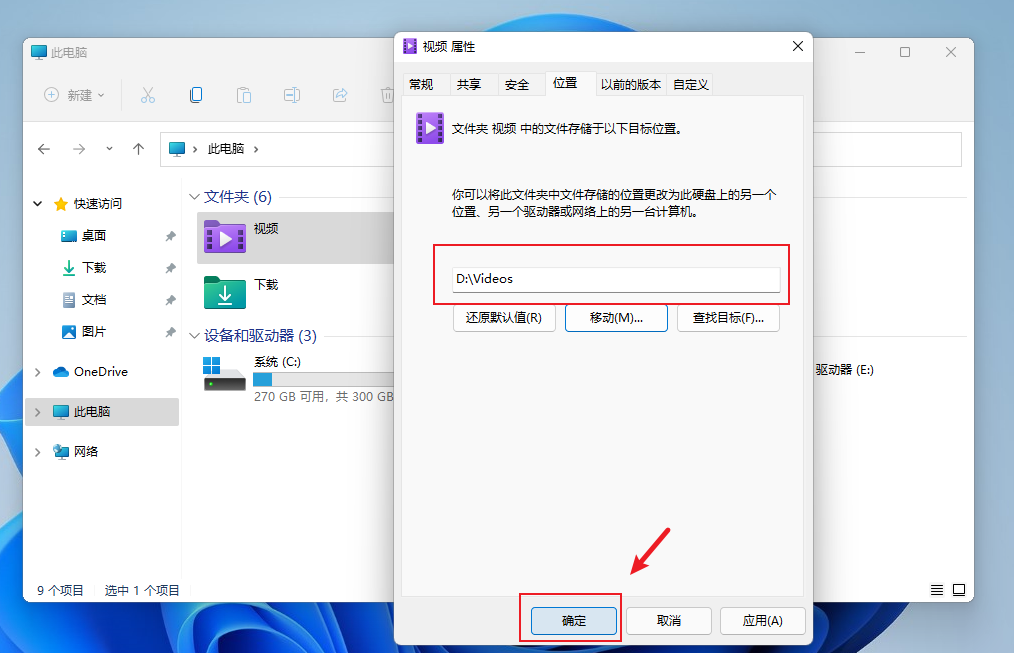 此电脑
新建
此电脑
快速访问
桌面
下载
文档
图片
OneDrive
此电脑
网络
文件夹 (6)
视频
下载
设备和驱动器 (3)
系统 (C:)
270 GB 可用，共 300 GB
驱动器 (E:)
9 个项目 选中 1 个项目
视频 属性
常规 共享 安全 位置 以前的版本 自定义
文件夹 视频 中的文件存储于以下目标位置。
你可以将此文件夹中文件存储的位置更改为此硬盘上的另一个
位置、另一个驱动器或网络上的另一台计算机。
D:\Videos
还原默认值(R) 移动(M)... 查找目标(F)...
确定 取消 应用(A)